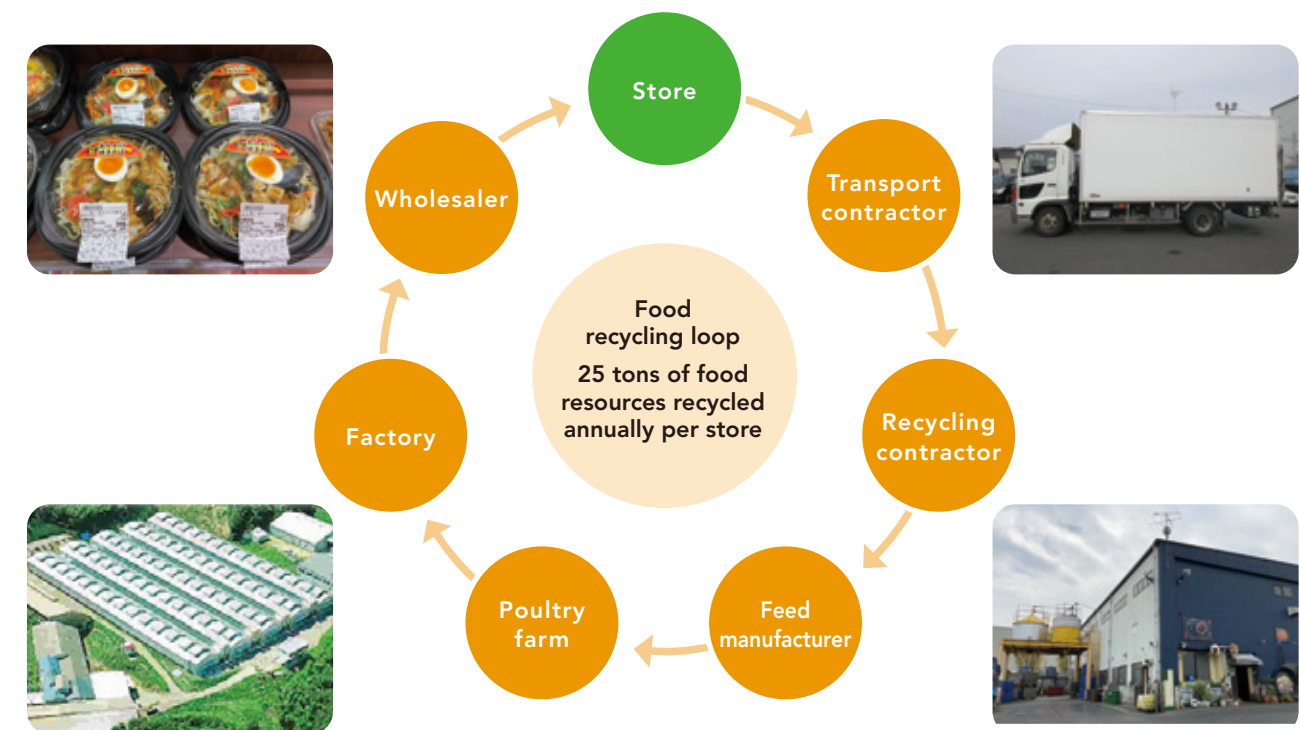 Store
Transport
contractor
Recycling
contractor
Feed
manufacturer
Poultry
farm
Factory
Wholesaler
Food
recycling loop
25 tons of food
resources recycled
annually per store